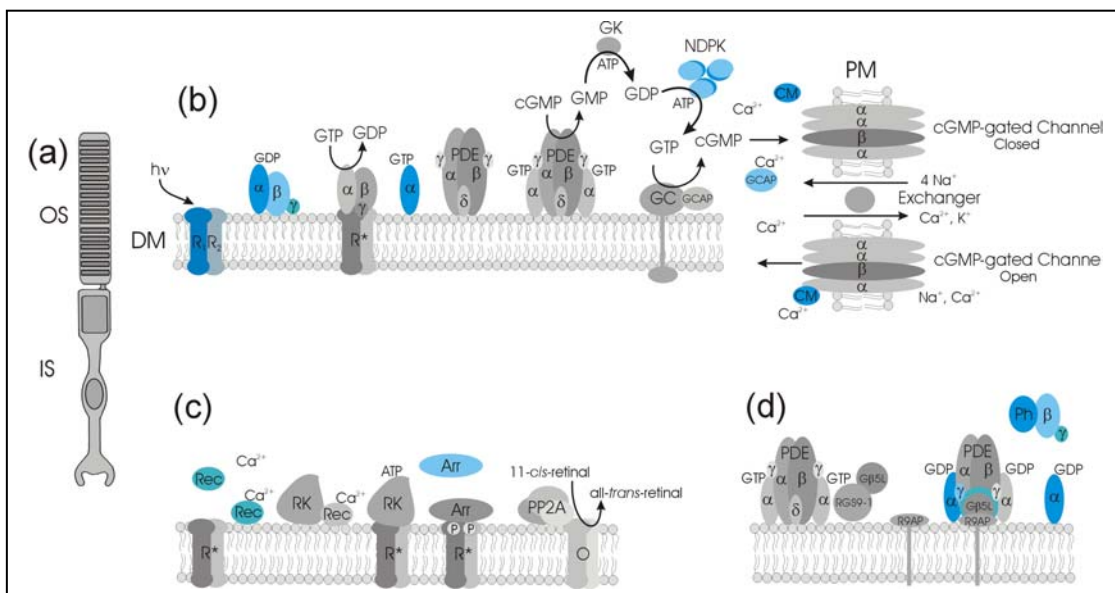 (a)
OS
IS
(b)
hν
DM
R₁ R₂
GDP
α β γ
GTP GDP
α β γ
R*
GTP
α
γ PDE γ
α β
δ
cGMP GMP
GTP γ PDE γ GTP
α α β α
δ
GK
ATP
GDP
NDPK
ATP
GTP cGMP
GC GCAP
PM
CM
Ca²⁺
α
α
β
α
cGMP-gated Channel
Closed
Ca²⁺
GCAP
4 Na⁺
Exchanger
Ca²⁺, K⁺
Ca²⁺
α
α
β
α
cGMP-gated Channe
Open
CM
Ca²⁺
Na⁺, Ca²⁺
(c)
Rec
Ca²⁺
Ca²⁺
Rec
R*
RK
Ca²⁺
Rec
ATP
RK
R*
Arr
Arr
P P
R*
11-cis-retinal
all-trans-retinal
PP2A
O
(d)
PDE
GTP γ γ GTP
α α β α
δ
Gβ5L
RGS9-1
R9AP
PDE
GDP α β GDP
α γ γ α
Gβ5L
R9AP
Ph β
γ
GDP
α